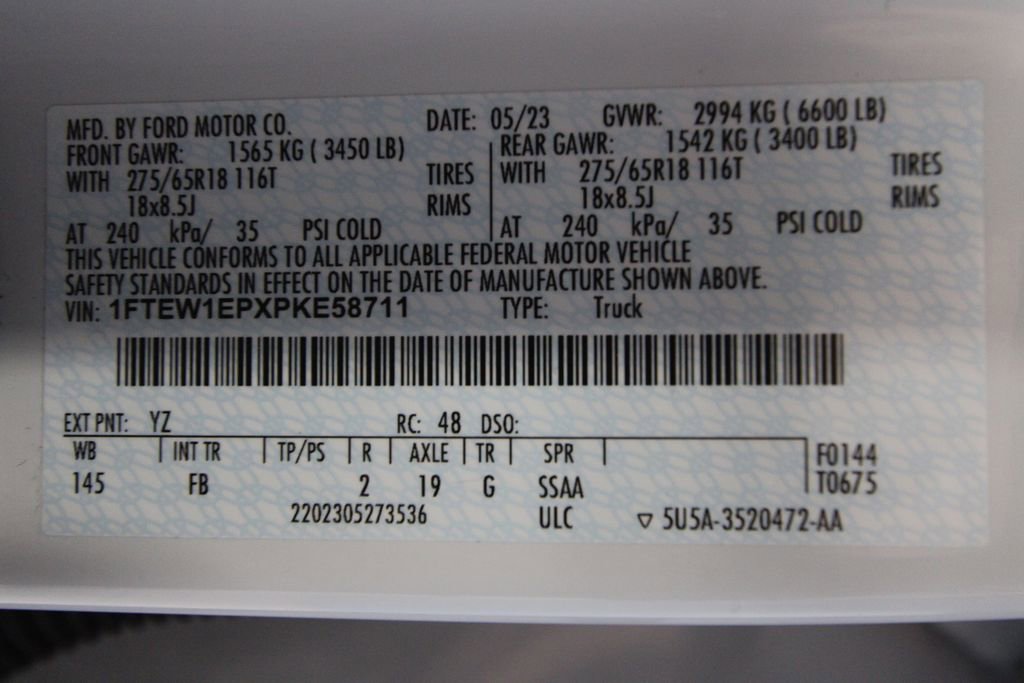 MFD. BY FORD MOTOR CO. DATE: 05/23 GVWR: 2994 KG ( 6600 LB)
FRONT GAWR: 1565 KG ( 3450 LB) REAR GAWR: 1542 KG ( 3400 LB)
WITH 275/65R18 116T TIRES WITH 275/65R18 116T TIRES
18x8.5J RIMS 18x8.5J RIMS
AT 240 kPa/ 35 PSI COLD AT 240 kPa/ 35 PSI COLD
THIS VEHICLE CONFORMS TO ALL APPLICABLE FEDERAL MOTOR VEHICLE
SAFETY STANDARDS IN EFFECT ON THE DATE OF MANUFACTURE SHOWN ABOVE.
VIN: 1FTEW1EPXPKE58711 TYPE: Truck
EXT PNT: YZ RC: 48 DSO:
WB INT TR TP/PS R AXLE TR SPR F0144
145 FB 2 19 G SSAA T0675
2202305273536 ULC ▽ 5U5A-3520472-AA